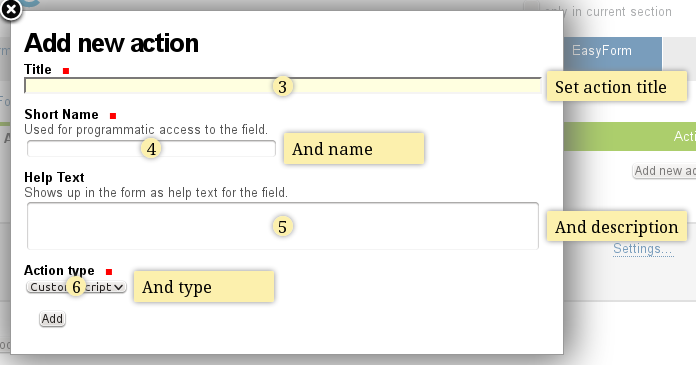 only in current section
EasyForm
Add new action
Title
3
Set action title
Short Name
Used for programmatic access to the field.
4
And name
Add new ac
Help Text
Shows up in the form as help text for the field.
5
And description
Settings...
Action type
6
And type
Add